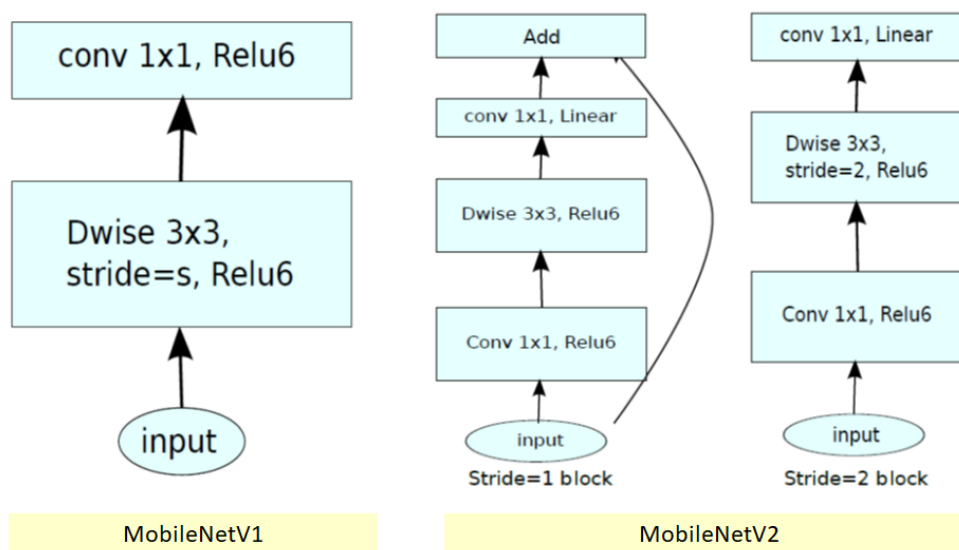 conv 1x1, Relu6
Dwise 3x3,
stride=s, Relu6
input
MobileNetV1
Add
conv 1x1, Linear
Dwise 3x3, Relu6
Conv 1x1, Relu6
input
Stride=1 block
conv 1x1, Linear
Dwise 3x3,
stride=2, Relu6
Conv 1x1, Relu6
input
Stride=2 block
MobileNetV2